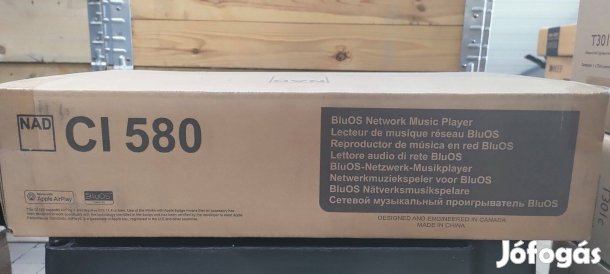 NAD
CI 580
BluOS Network Music Player
Lecteur de musique réseau BluOS
Reproductor de música en red BluOS
Lettore audio di rete BluOS
BluOS-Netzwerk-Musikplayer
Netwerkmuziekspeler voor BluOS
BluOS Nätverksmusikspelare
Сетевой музыкальный проигрыватель BluOS
DESIGNED AND ENGINEERED IN CANADA
MADE IN CHINA
Apple AirPlay
BluOS
Jófogás